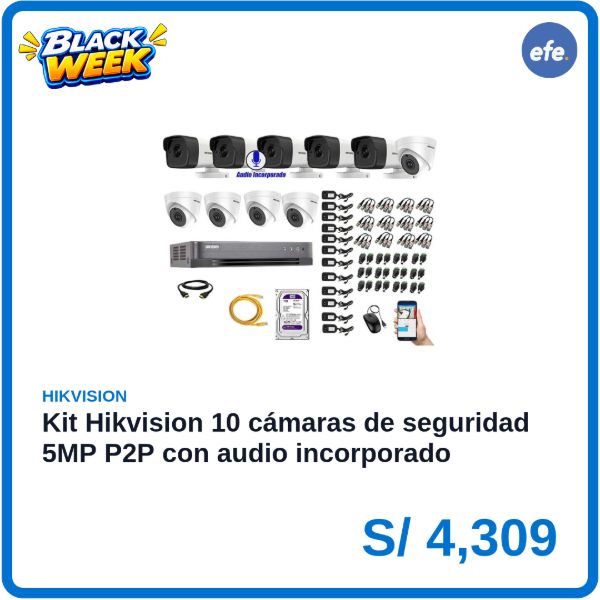 BLACK
WEEK
efe.
Audio Incorporado
HIKVISION
Kit Hikvision 10 cámaras de seguridad
5MP P2P con audio incorporado
S/ 4,309